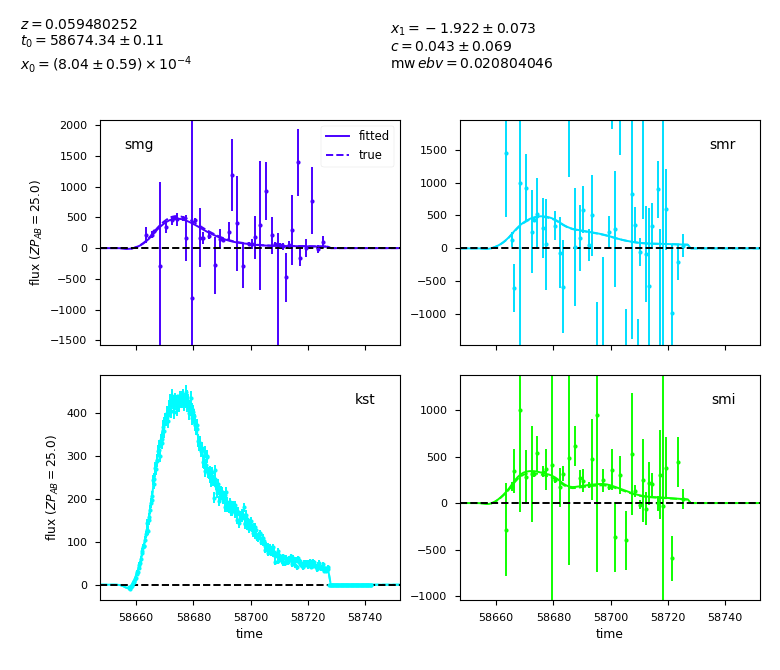 z = 0.059480252
t₀ = 58674.34 ± 0.11
x₀ = (8.04 ± 0.59) × 10⁻⁴
x₁ = −1.922 ± 0.073
c = 0.043 ± 0.069
mw ebv = 0.020804046
smg
fitted
true
2000
1500
1000
500
0
−500
−1000
−1500
flux (ZP_AB = 25.0)
smr
1500
1000
500
0
−500
−1000
kst
400
300
200
100
0
flux (ZP_AB = 25.0)
58660 58680 58700 58720 58740
time
smi
1000
500
0
−500
−1000
58660 58680 58700 58720 58740
time